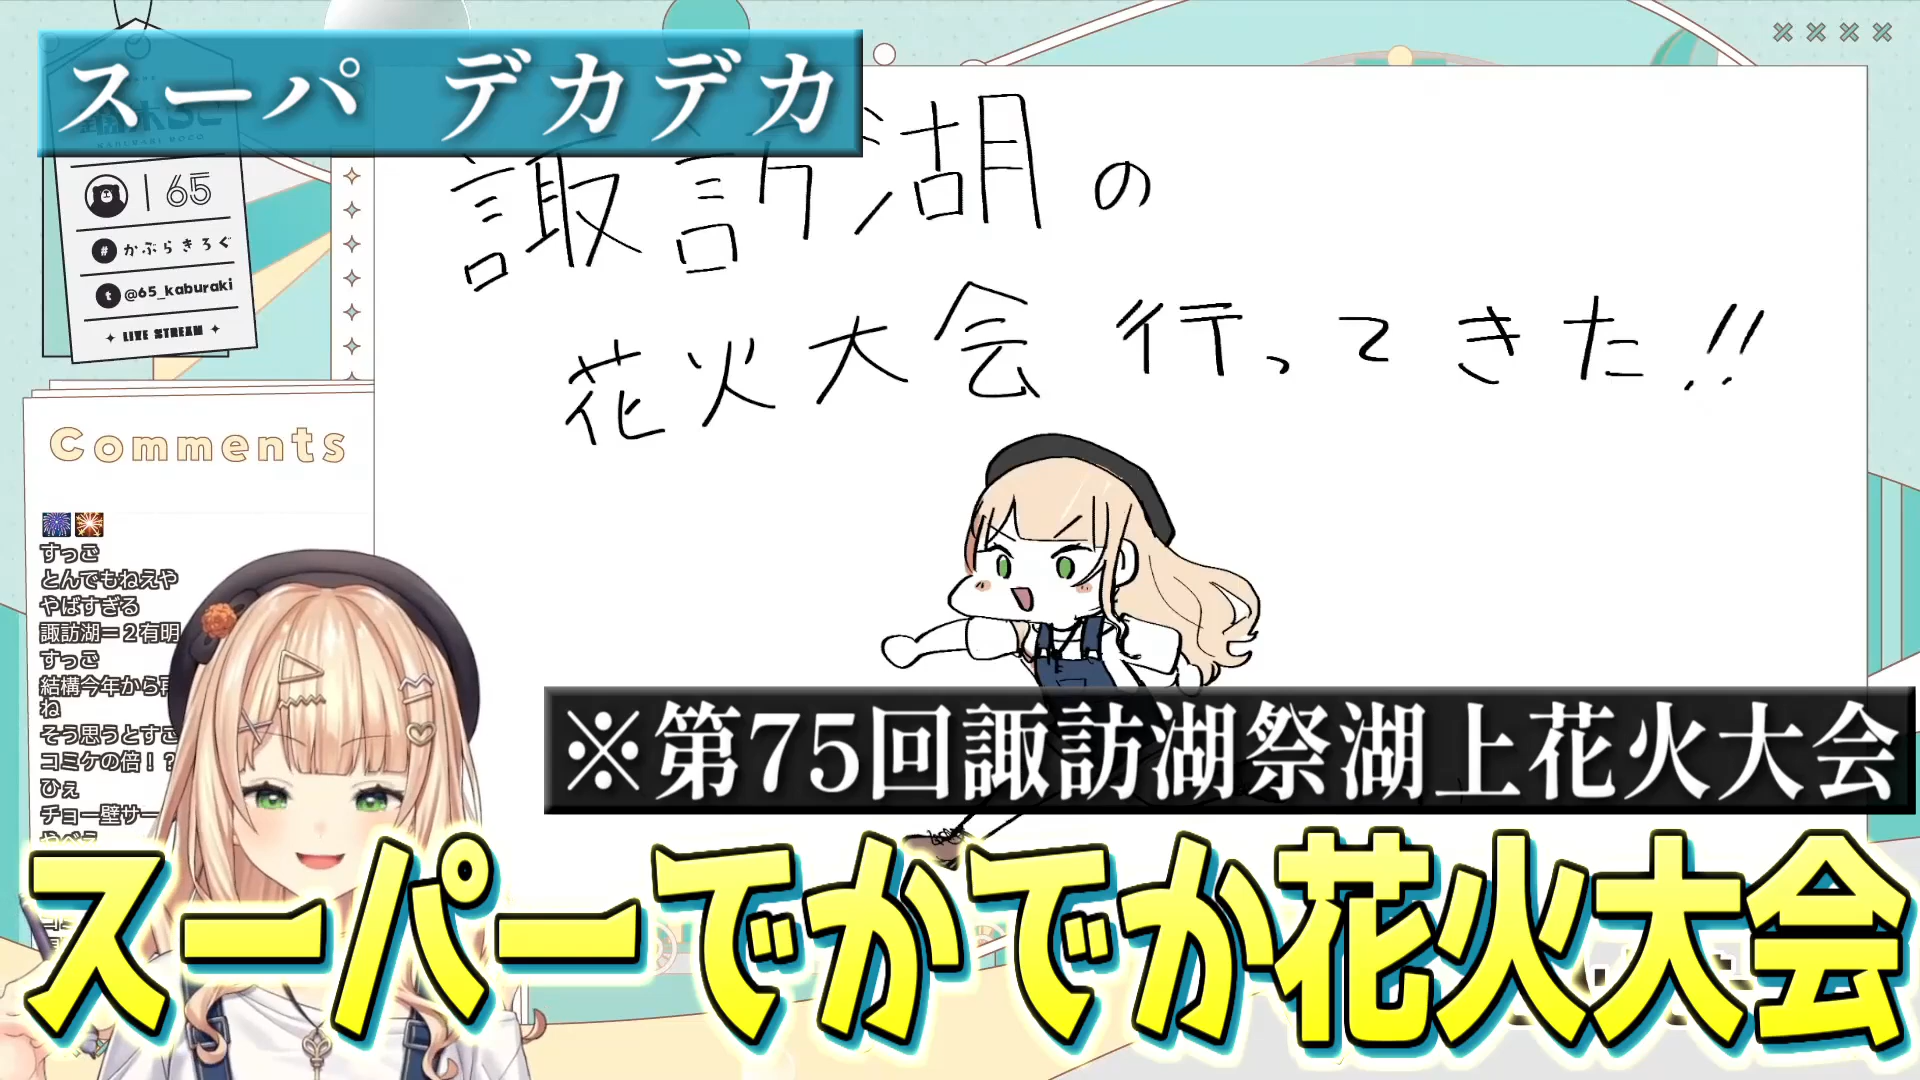 スーパ デカデカ
諏訪湖の
花火大会行ってきた!!
65
# かぶらきろぐ
@65_kaburaki
LIVE STREAM
Comments
すっご
とんでもねえや
やばすぎる
諏訪湖＝２有明
すっご
結構今年から
ね
そう思うとすご
コミケの倍！？
ひぇ
チョー壁サー
※第75回諏訪湖祭湖上花火大会
スーパーでかでか花火大会